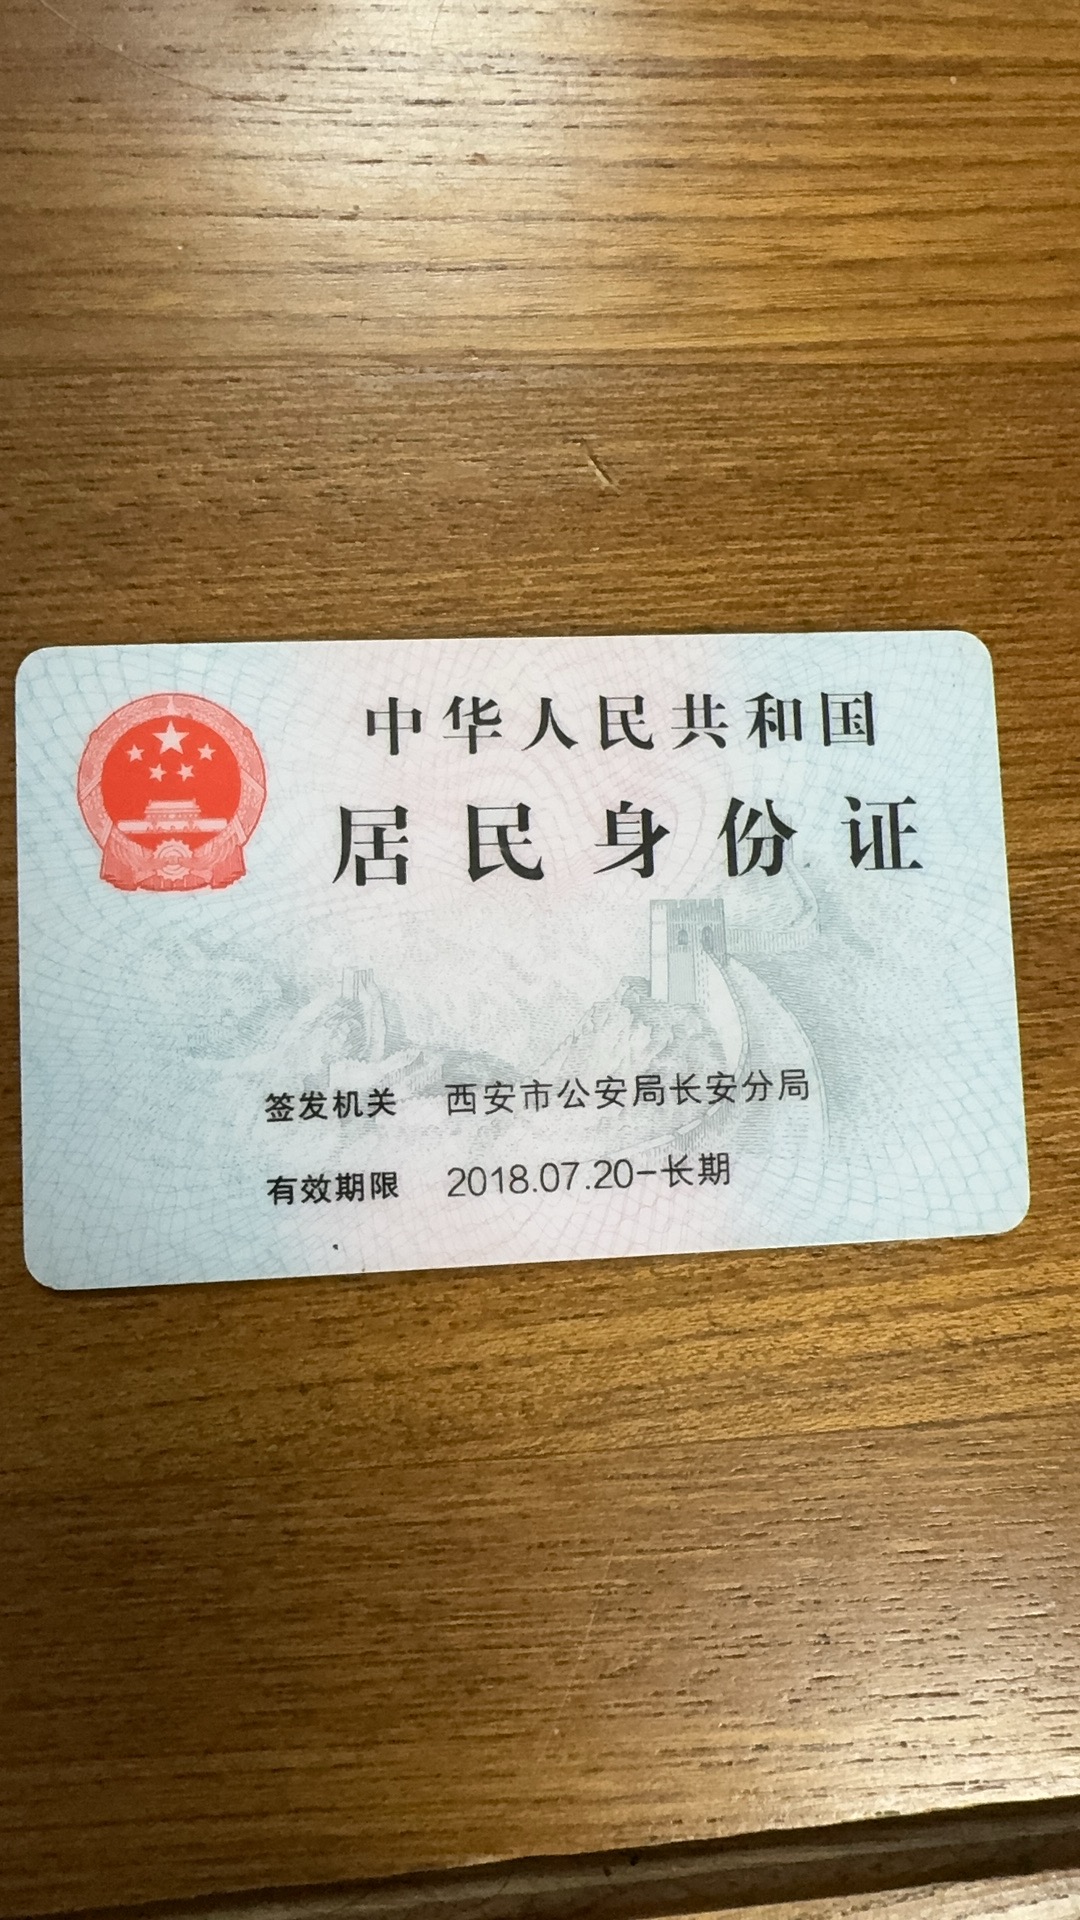 中华人民共和国
居民身份证
签发机关 西安市公安局长安分局
有效期限 2018.07.20-长期